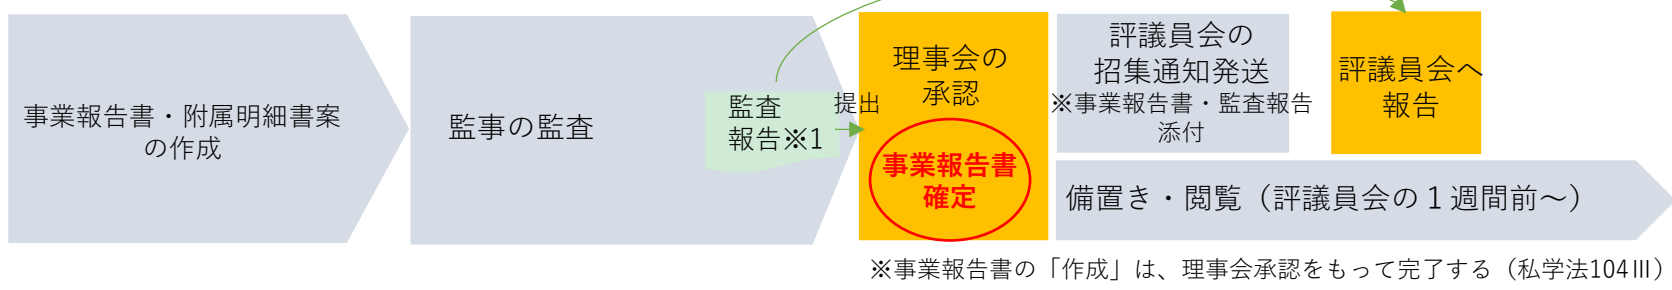 事業報告書・附属明細書案
の作成
監事の監査
監査
報告※1
提出
理事会の
承認
事業報告書
確定
評議員会の
招集通知発送
※事業報告書・監査報告
添付
評議員会へ
報告
備置き・閲覧（評議員会の１週間前～）
※事業報告書の「作成」は、理事会承認をもって完了する（私学法104Ⅲ）